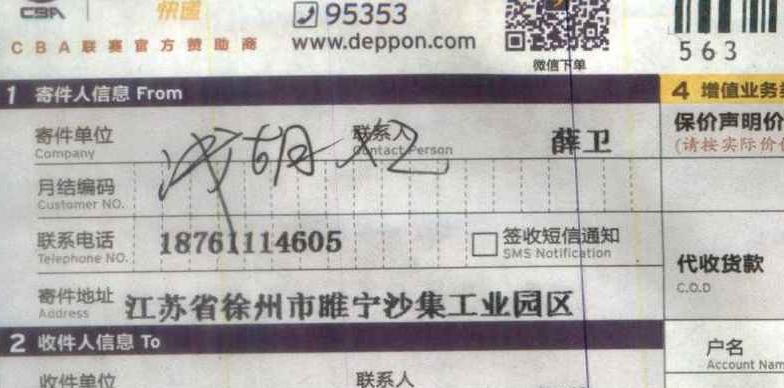 CBA 快递 95353
CBA联赛官方赞助商 www.deppon.com
微信下单
563
1 寄件人信息 From
4 增值业务
寄件单位 联系人 薛卫
Company Contact Person
保价声明价
(请按实际价
月结编码
Customer NO.
联系电话 18761114605 签收短信通知
Telephone NO. SMS Notification
代收货款
C.O.D
寄件地址 江苏省徐州市睢宁沙集工业园区
Address
2 收件人信息 To
户名
Account Nam
收件单位 联系人